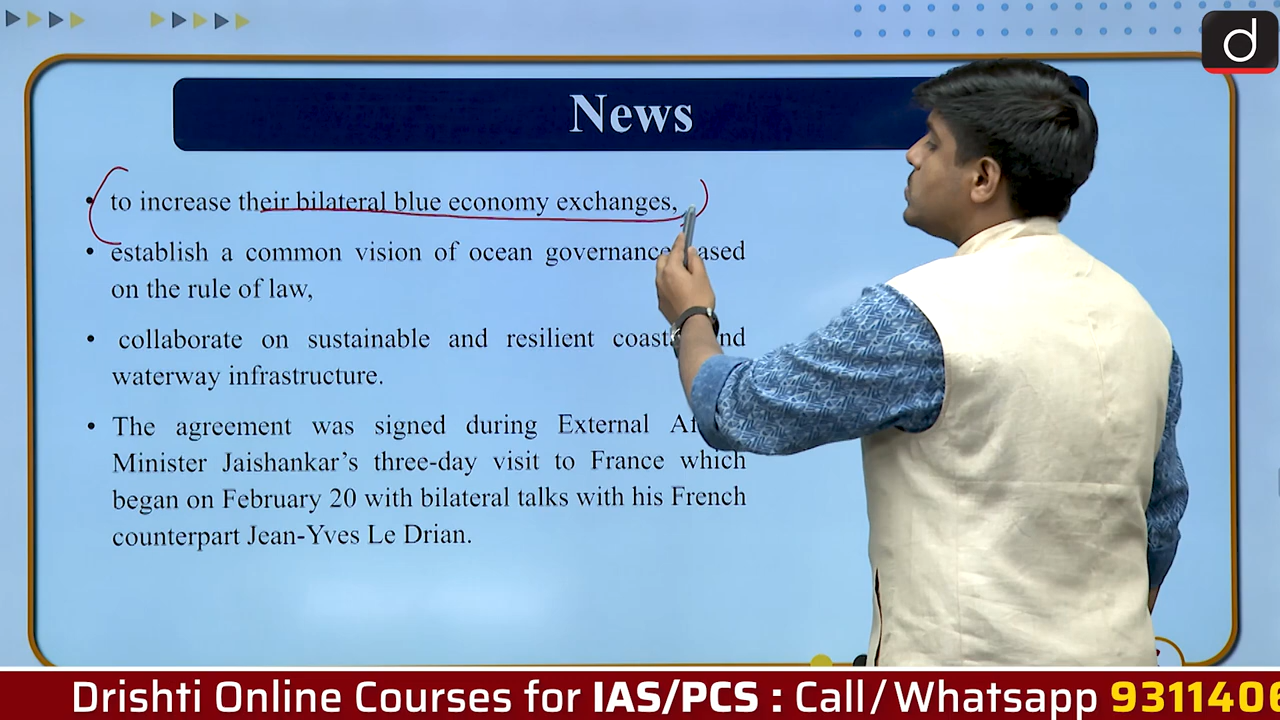 d
News
• to increase their bilateral blue economy exchanges,
• establish a common vision of ocean governance
on the rule of law,
• collaborate on sustainable and resilient
waterway infrastructure.
• The agreement was signed during External
Minister Jaishankar’s three-day visit to France which
began on February 20 with bilateral talks with his French
counterpart Jean-Yves Le Drian.
Drishti Online Courses for IAS/PCS : Call/Whatsapp 931140